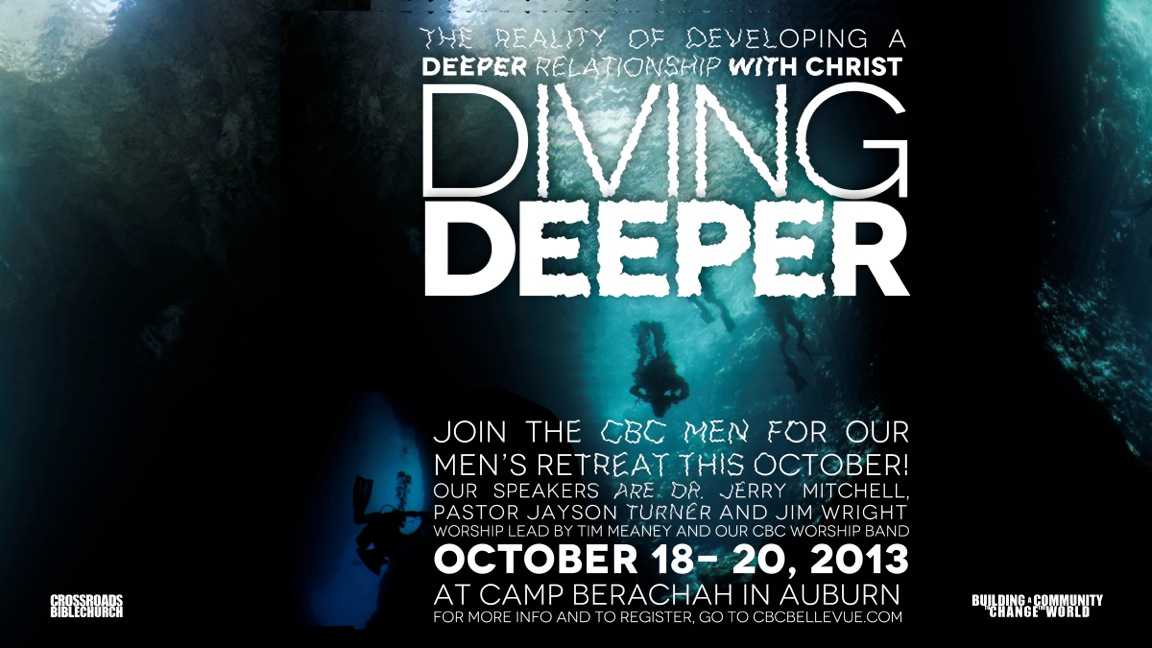 THE REALITY OF DEVELOPING A
DEEPER RELATIONSHIP WITH CHRIST
DIVING
DEEPER
JOIN THE CBC MEN FOR OUR
MEN'S RETREAT THIS OCTOBER!
OUR SPEAKERS ARE DR. JERRY MITCHELL,
PASTOR JAYSON TURNER AND JIM WRIGHT
WORSHIP LEAD BY TIM MEANEY AND OUR CBC WORSHIP BAND
OCTOBER 18– 20, 2013
AT CAMP BERACHAH IN AUBURN
FOR MORE INFO AND TO REGISTER, GO TO CBCBELLEVUE.COM
CROSSROADS
BIBLECHURCH
BUILDING A COMMUNITY
TO CHANGE THE WORLD